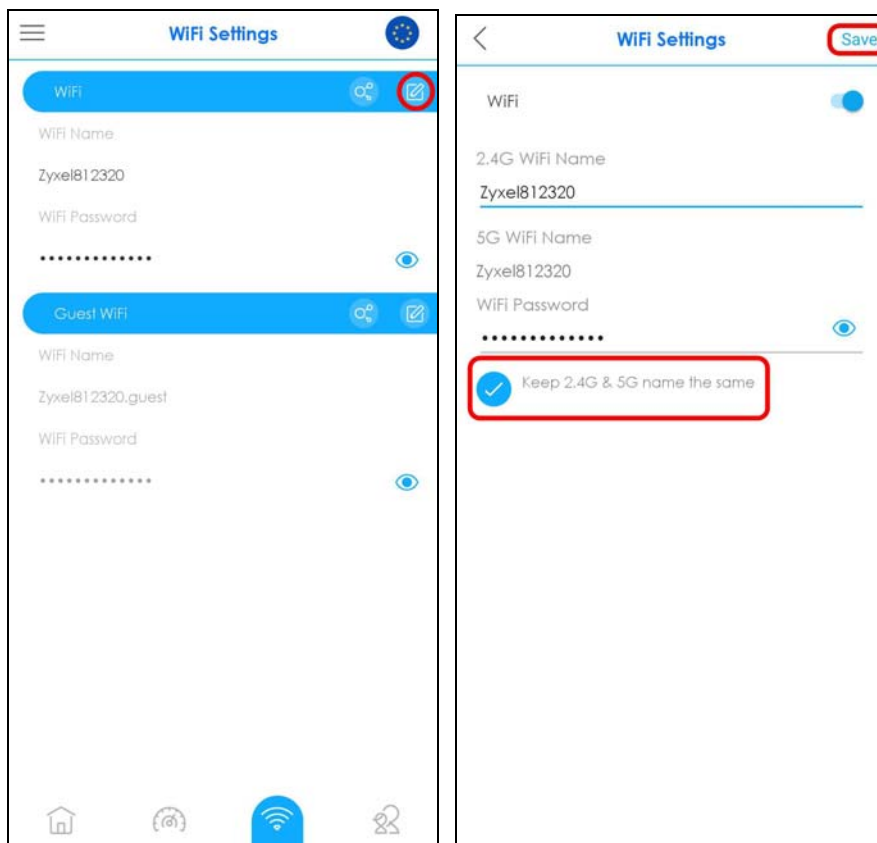 WiFi Settings
WiFi
WiFi Name
Zyxel812320
WiFi Password
•••••••••••••
Guest WiFi
WiFi Name
Zyxel812320.guest
WiFi Password
•••••••••••••
WiFi Settings
Save
WiFi
2.4G WiFi Name
Zyxel812320
5G WiFi Name
Zyxel812320
WiFi Password
•••••••••••••
Keep 2.4G & 5G name the same